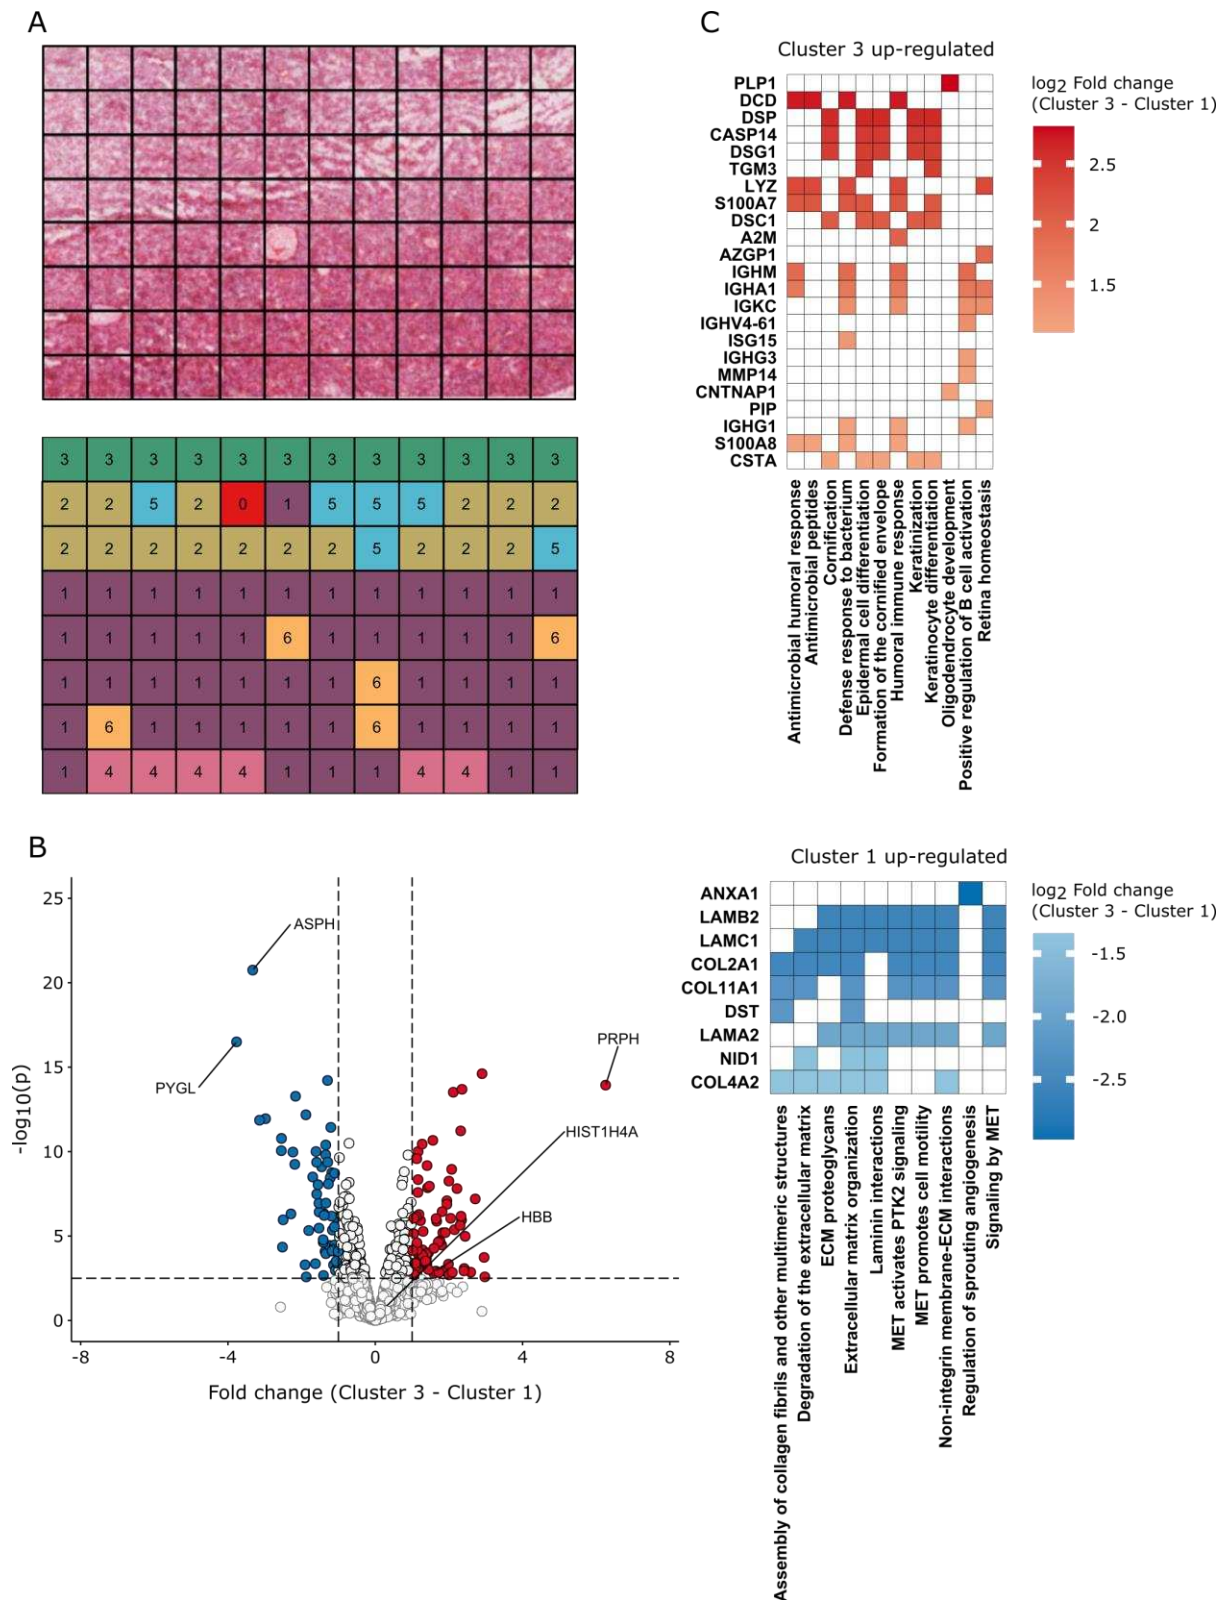 A
3 3 3 3 3 3 3 3 3 3 3 3
2 2 5 2 0 1 5 5 5 2 2 2
2 2 2 2 2 2 2 5 2 2 2 5
1 1 1 1 1 1 1 1 1 1 1 1
1 1 1 1 1 6 1 1 1 1 1 6
1 1 1 1 1 1 1 6 1 1 1 1
1 6 1 1 1 1 1 6 1 1 1 1
1 4 4 4 4 1 1 1 4 4 1 1
B
25
20
15
10
5
0
-log10(p)
ASPH
PYGL
PRPH
HIST1H4A
HBB
-8
-4
0
4
8
Fold change (Cluster 3 - Cluster 1)
C
Cluster 3 up-regulated
PLP1
DCD
DSP
CASP14
DSG1
TGM3
LYZ
S100A7
DSC1
A2M
AZGP1
IGHM
IGHA1
IGKC
IGHV4-61
ISG15
IGHG3
MMP14
CNTNAP1
PIP
IGHG1
S100A8
CSTA
Antimicrobial humoral response
Antimicrobial peptides
Cornification
Defense response to bacterium
Epidermal cell differentiation
Formation of the cornified envelope
Humoral immune response
Keratinization
Keratinocyte differentiation
Oligodendrocyte development
Positive regulation of B cell activation
Retina homeostasis
log2 Fold change
(Cluster 3 - Cluster 1)
2.5
2
1.5
Cluster 1 up-regulated
ANXA1
LAMB2
LAMC1
COL2A1
COL11A1
DST
LAMA2
NID1
COL4A2
Assembly of collagen fibrils and other multimeric structures
Degradation of the extracellular matrix
ECM proteoglycans
Extracellular matrix organization
Laminin interactions
MET activates PTK2 signaling
MET promotes cell motility
Non-integrin membrane-ECM interactions
Regulation of sprouting angiogenesis
Signaling by MET
log2 Fold change
(Cluster 3 - Cluster 1)
-1.5
-2.0
-2.5